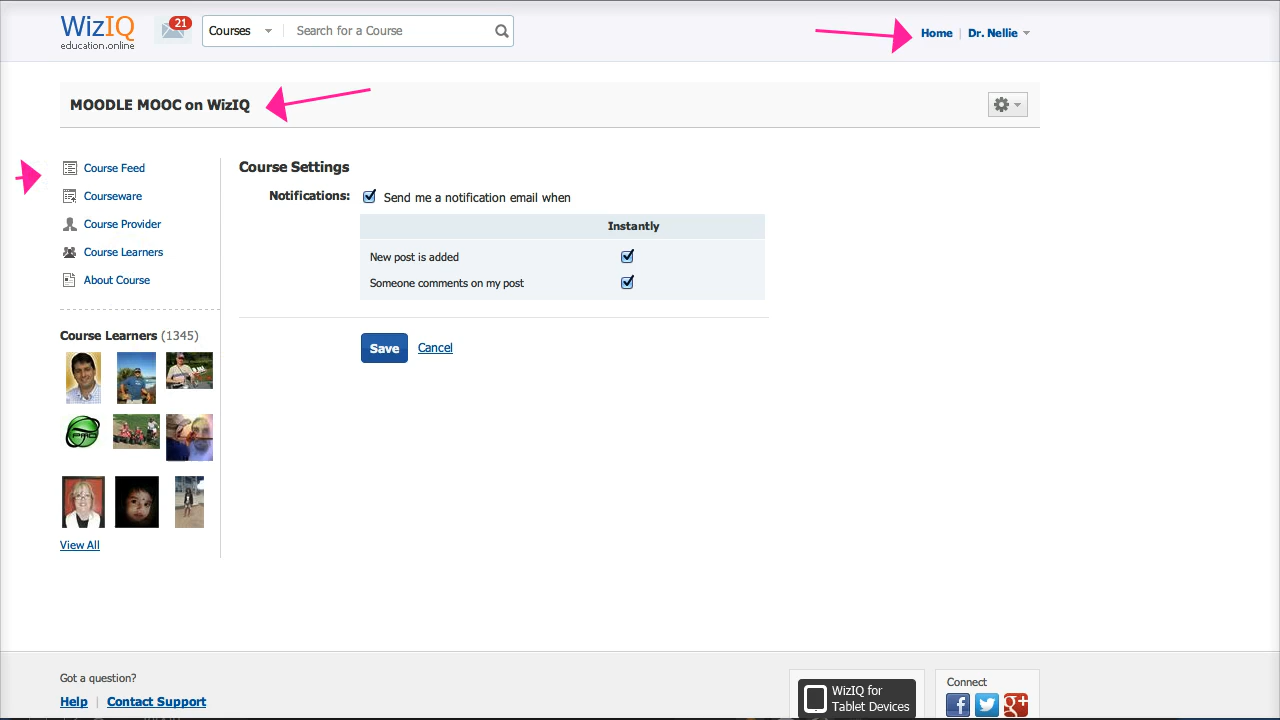 WizIQ
education.online
21
Courses
Search for a Course
Home | Dr. Nellie
MOODLE MOOC on WizIQ
Course Feed
Courseware
Course Provider
Course Learners
About Course
Course Learners (1345)
View All
Course Settings
Notifications: Send me a notification email when
Instantly
New post is added
Someone comments on my post
Save Cancel
Got a question?
Help | Contact Support
WizIQ for
Tablet Devices
Connect